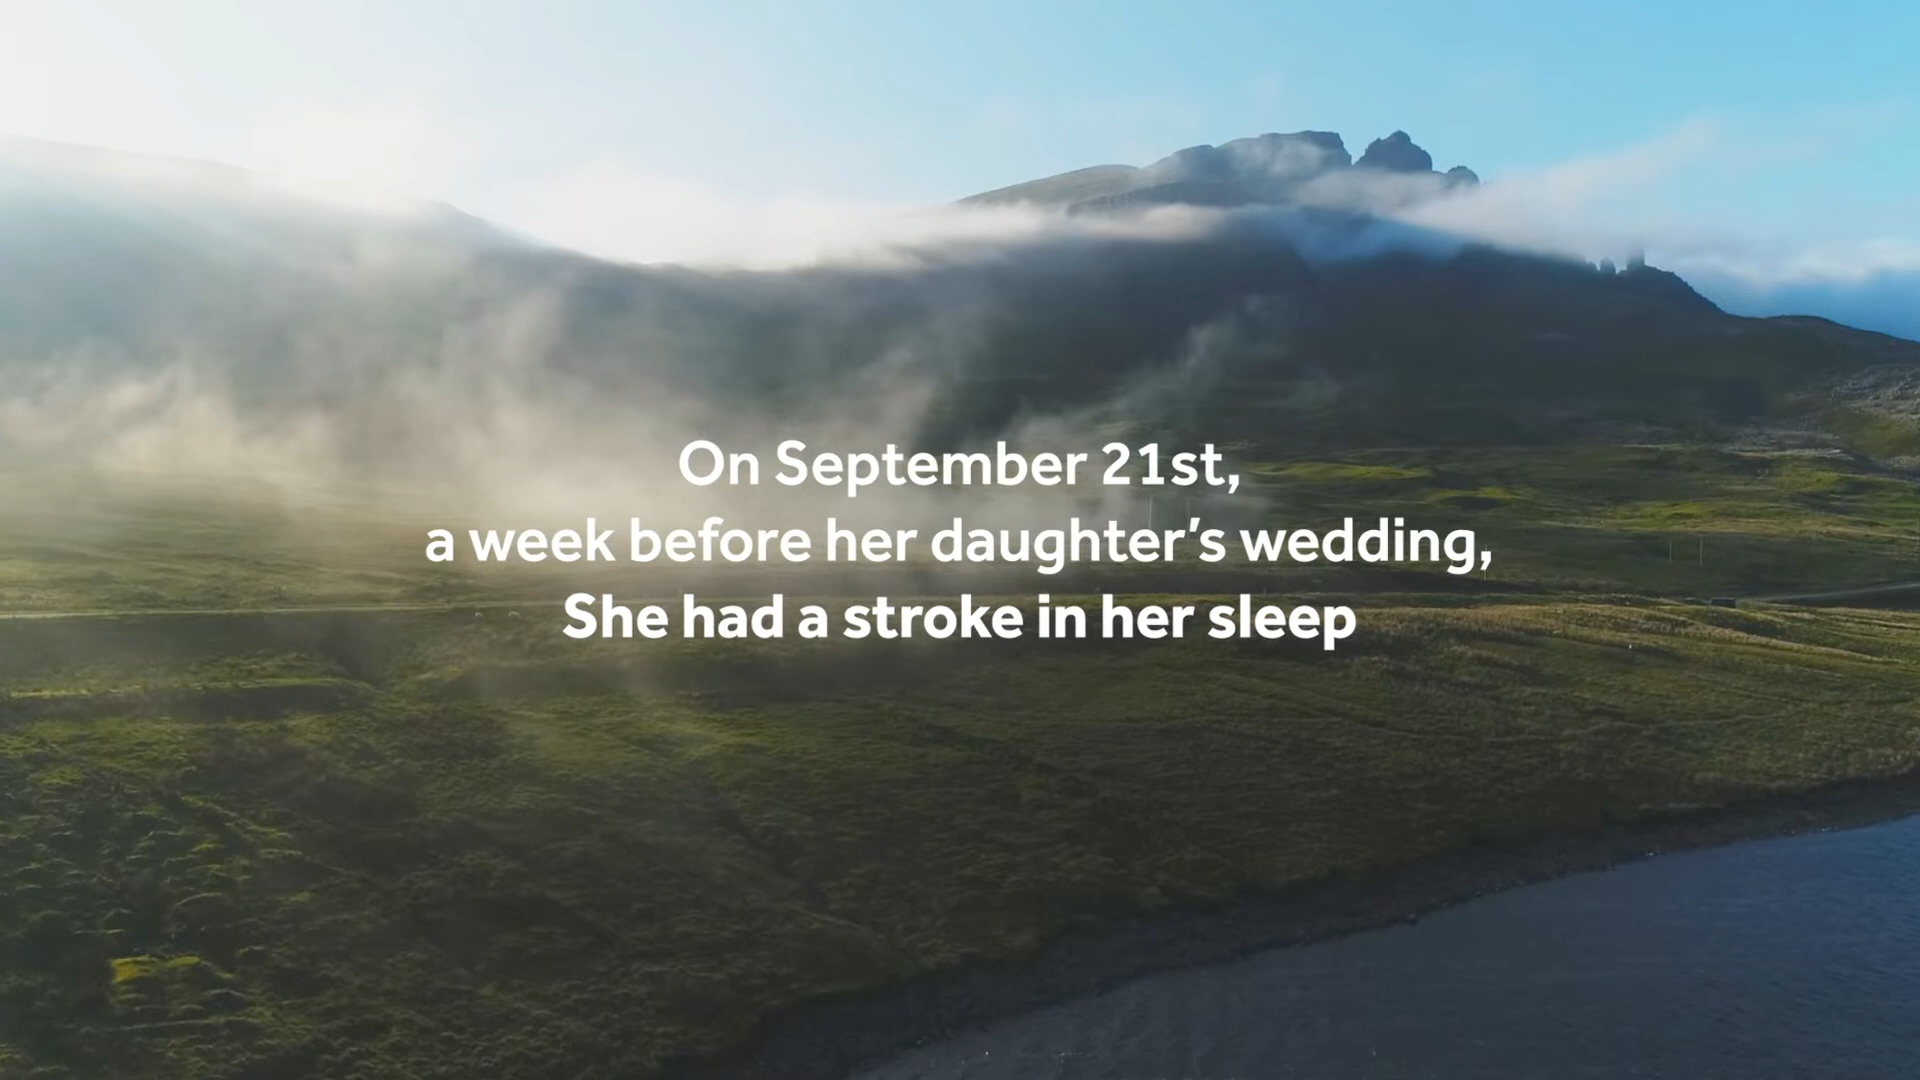 On September 21st,
a week before her daughter’s wedding,
She had a stroke in her sleep